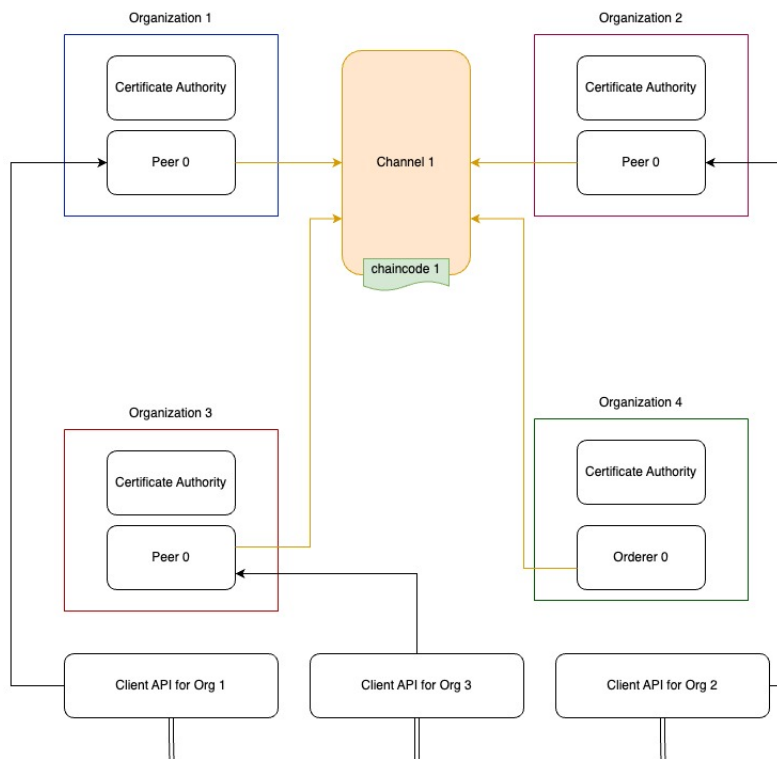 Organization 1
Organization 2
Certificate Authority
Certificate Authority
Peer 0
Channel 1
Peer 0
chaincode 1
Organization 3
Organization 4
Certificate Authority
Certificate Authority
Peer 0
Orderer 0
Client API for Org 1
Client API for Org 3
Client API for Org 2